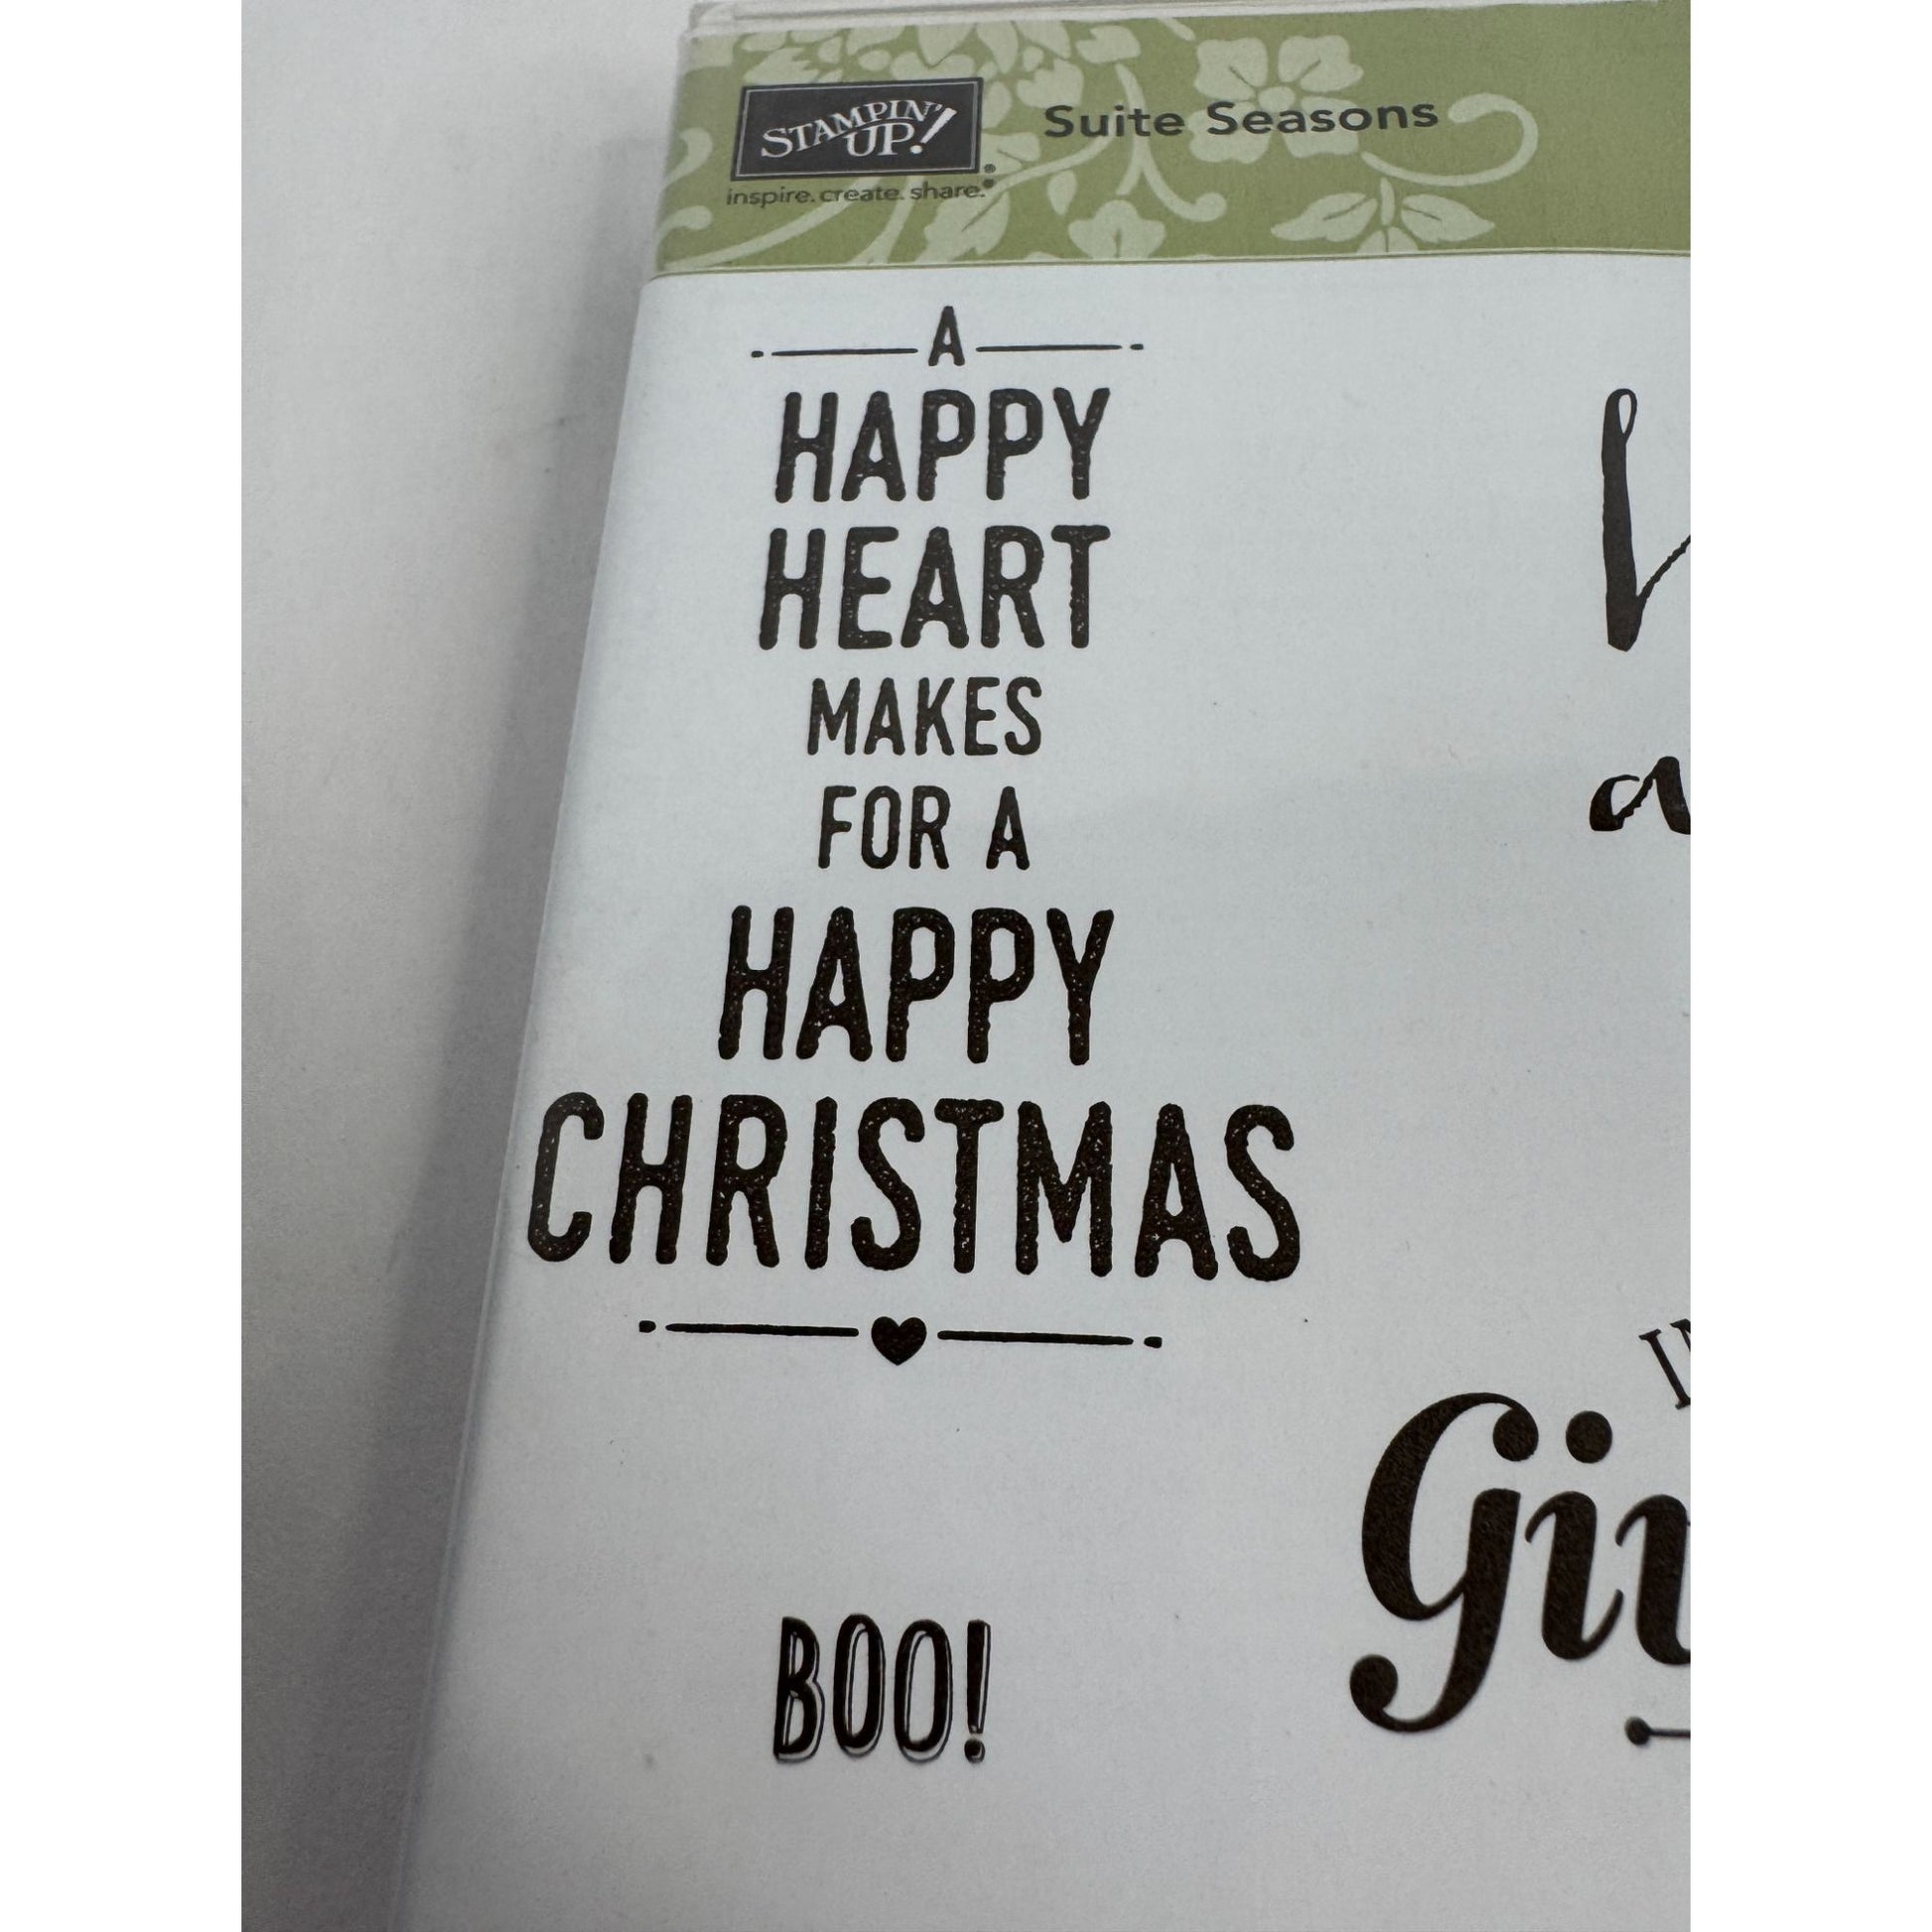 STAMPIN' UP!®
inspire. create. share.®
Suite Seasons
A
HAPPY
HEART
MAKES
FOR A
HAPPY
CHRISTMAS
BOO!